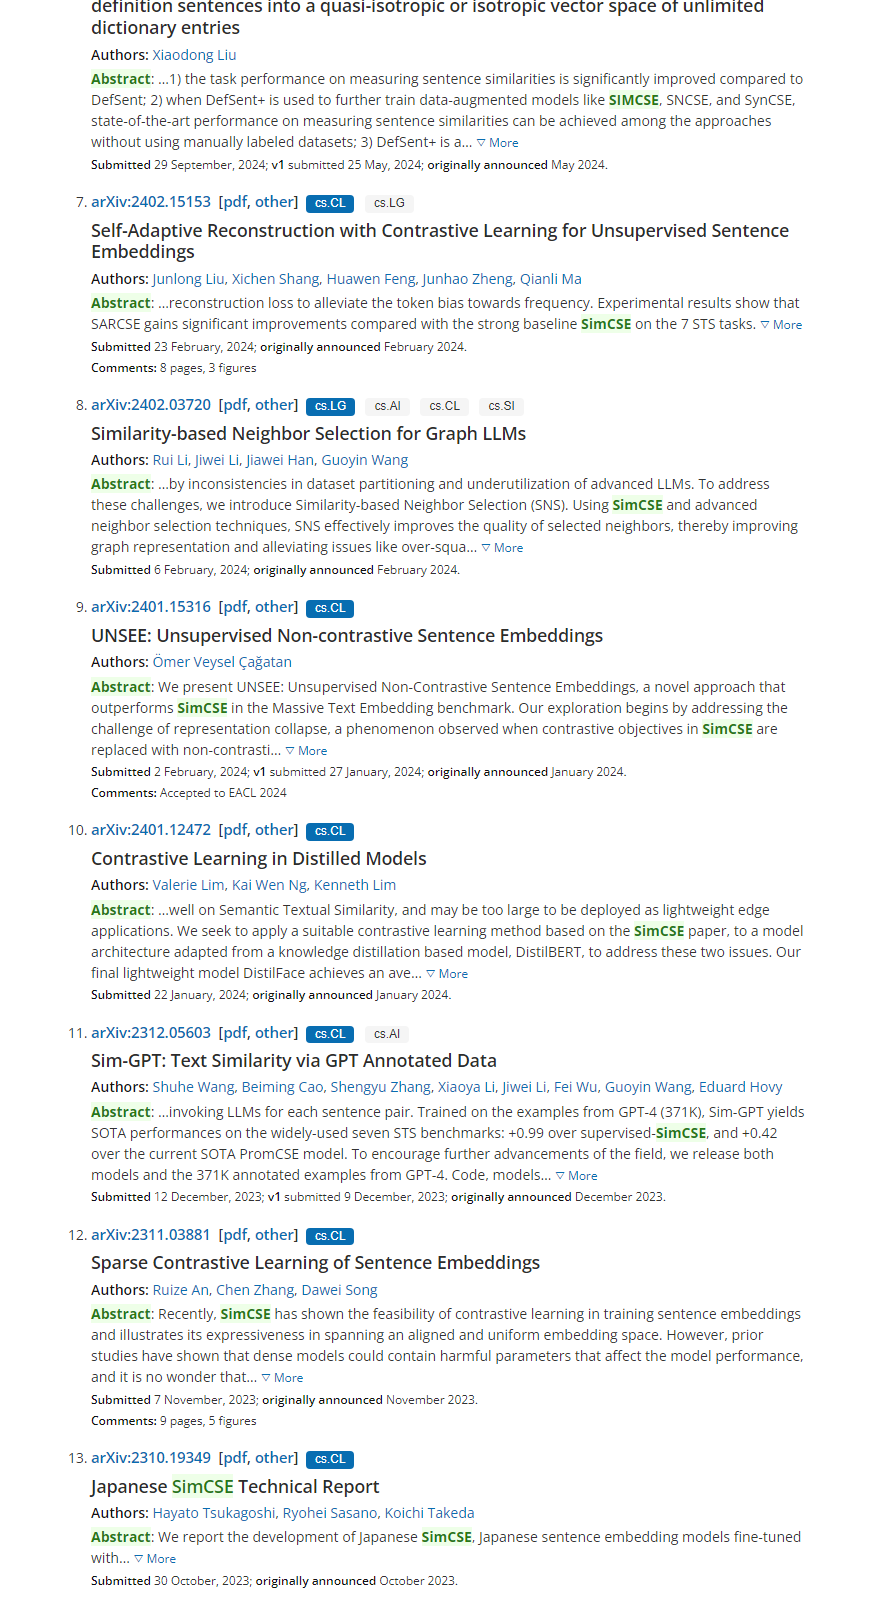 definition sentences into a quasi-isotropic or isotropic vector space of unlimited
dictionary entries
Authors: Xiaodong Liu
Abstract: …1) the task performance on measuring sentence similarities is significantly improved compared to
DefSent; 2) when DefSent+ is used to further train data-augmented models like SIMCSE, SNCSE, and SynCSE,
state-of-the-art performance on measuring sentence similarities can be achieved among the approaches
without using manually labeled datasets; 3) DefSent+ is a… ▽ More
Submitted 29 September, 2024; v1 submitted 25 May, 2024; originally announced May 2024.
7. arXiv:2402.15153 [pdf, other] cs.CL cs.LG
Self-Adaptive Reconstruction with Contrastive Learning for Unsupervised Sentence
Embeddings
Authors: Junlong Liu, Xichen Shang, Huawen Feng, Junhao Zheng, Qianli Ma
Abstract: …reconstruction loss to alleviate the token bias towards frequency. Experimental results show that
SARCSE gains significant improvements compared with the strong baseline SimCSE on the 7 STS tasks. ▽ More
Submitted 23 February, 2024; originally announced February 2024.
Comments: 8 pages, 3 figures
8. arXiv:2402.03720 [pdf, other] cs.LG cs.AI cs.CL cs.SI
Similarity-based Neighbor Selection for Graph LLMs
Authors: Rui Li, Jiwei Li, Jiawei Han, Guoyin Wang
Abstract: …by inconsistencies in dataset partitioning and underutilization of advanced LLMs. To address
these challenges, we introduce Similarity-based Neighbor Selection (SNS). Using SimCSE and advanced
neighbor selection techniques, SNS effectively improves the quality of selected neighbors, thereby improving
graph representation and alleviating issues like over-squa… ▽ More
Submitted 6 February, 2024; originally announced February 2024.
9. arXiv:2401.15316 [pdf, other] cs.CL
UNSEE: Unsupervised Non-contrastive Sentence Embeddings
Authors: Ömer Veysel Çağatan
Abstract: We present UNSEE: Unsupervised Non-Contrastive Sentence Embeddings, a novel approach that
outperforms SimCSE in the Massive Text Embedding benchmark. Our exploration begins by addressing the
challenge of representation collapse, a phenomenon observed when contrastive objectives in SimCSE are
replaced with non-contrasti… ▽ More
Submitted 2 February, 2024; v1 submitted 27 January, 2024; originally announced January 2024.
Comments: Accepted to EACL 2024
10. arXiv:2401.12472 [pdf, other] cs.CL
Contrastive Learning in Distilled Models
Authors: Valerie Lim, Kai Wen Ng, Kenneth Lim
Abstract: …well on Semantic Textual Similarity, and may be too large to be deployed as lightweight edge
applications. We seek to apply a suitable contrastive learning method based on the SimCSE paper, to a model
architecture adapted from a knowledge distillation based model, DistilBERT, to address these two issues. Our
final lightweight model DistilFace achieves an ave… ▽ More
Submitted 22 January, 2024; originally announced January 2024.
11. arXiv:2312.05603 [pdf, other] cs.CL cs.AI
Sim-GPT: Text Similarity via GPT Annotated Data
Authors: Shuhe Wang, Beiming Cao, Shengyu Zhang, Xiaoya Li, Jiwei Li, Fei Wu, Guoyin Wang, Eduard Hovy
Abstract: …invoking LLMs for each sentence pair. Trained on the examples from GPT-4 (371K), Sim-GPT yields
SOTA performances on the widely-used seven STS benchmarks: +0.99 over supervised-SimCSE, and +0.42
over the current SOTA PromCSE model. To encourage further advancements of the field, we release both
models and the 371K annotated examples from GPT-4. Code, models… ▽ More
Submitted 12 December, 2023; v1 submitted 9 December, 2023; originally announced December 2023.
12. arXiv:2311.03881 [pdf, other] cs.CL
Sparse Contrastive Learning of Sentence Embeddings
Authors: Ruize An, Chen Zhang, Dawei Song
Abstract: Recently, SimCSE has shown the feasibility of contrastive learning in training sentence embeddings
and illustrates its expressiveness in spanning an aligned and uniform embedding space. However, prior
studies have shown that dense models could contain harmful parameters that affect the model performance,
and it is no wonder that… ▽ More
Submitted 7 November, 2023; originally announced November 2023.
Comments: 9 pages, 5 figures
13. arXiv:2310.19349 [pdf, other] cs.CL
Japanese SimCSE Technical Report
Authors: Hayato Tsukagoshi, Ryohei Sasano, Koichi Takeda
Abstract: We report the development of Japanese SimCSE, Japanese sentence embedding models fine-tuned
with… ▽ More
Submitted 30 October, 2023; originally announced October 2023.